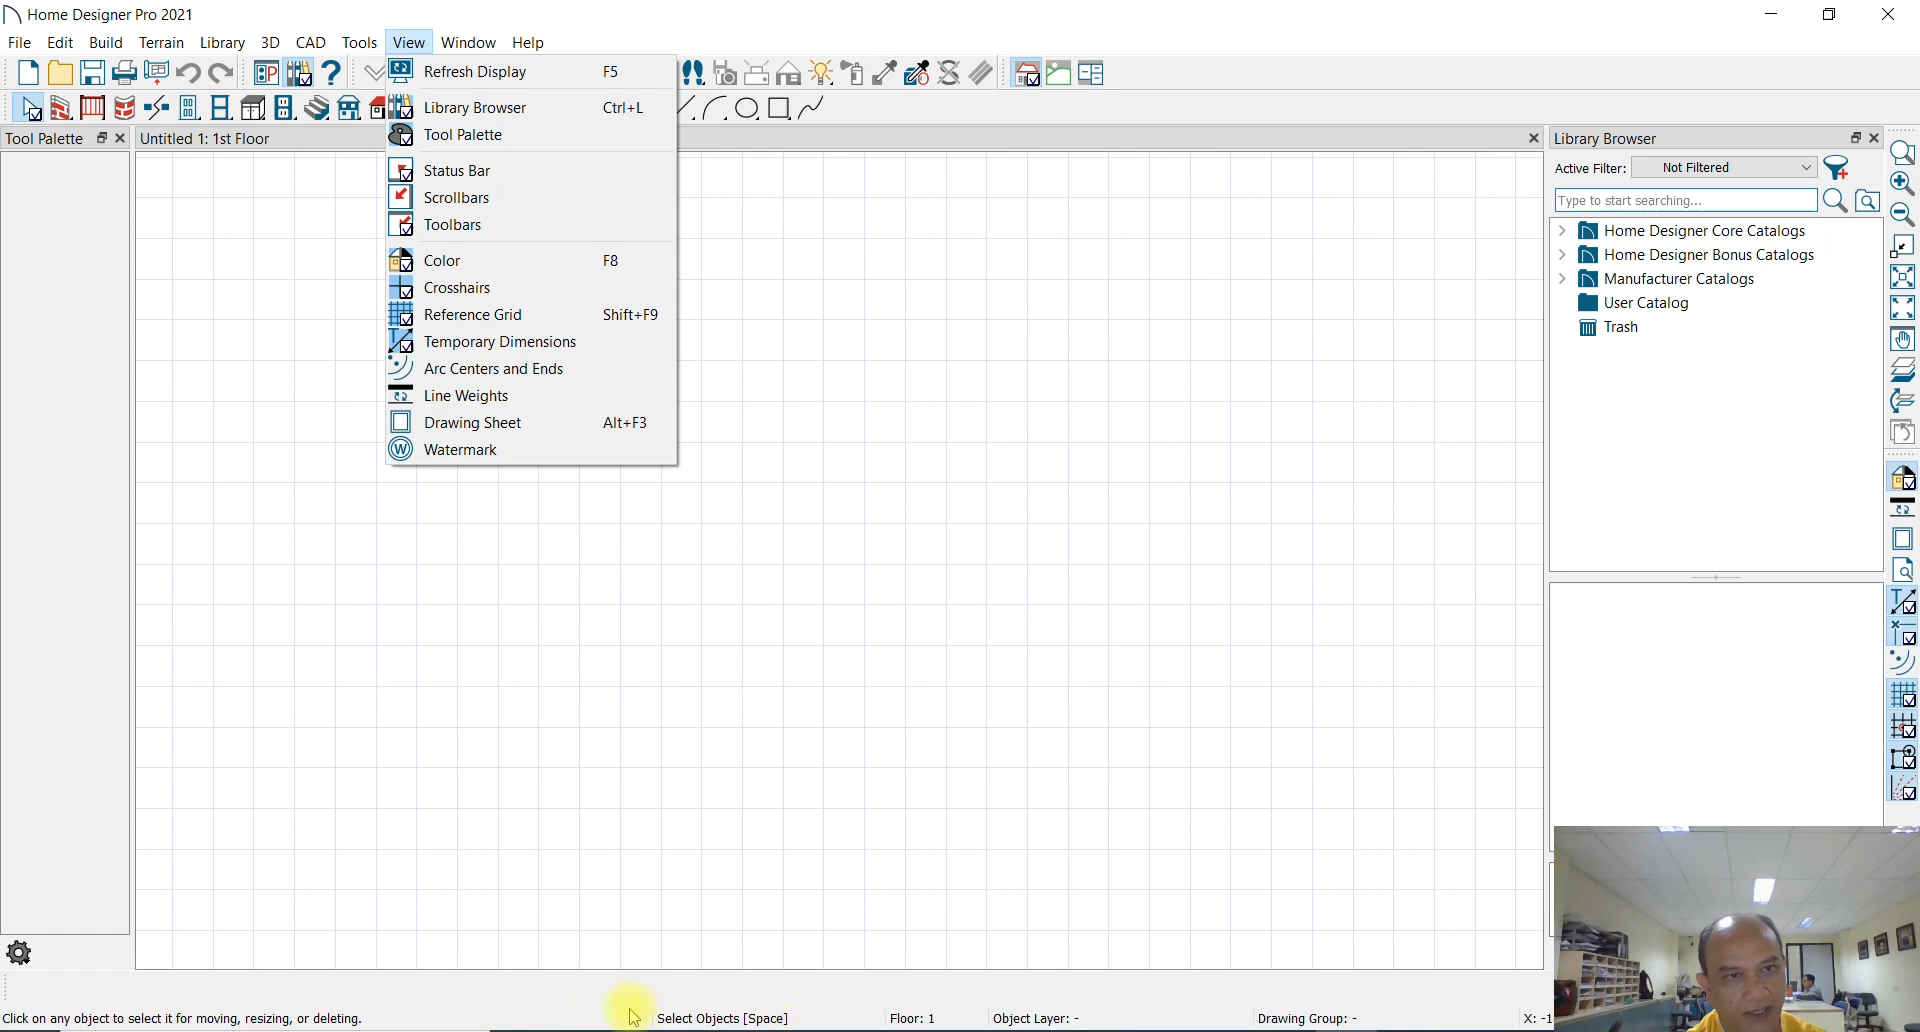 Home Designer Pro 2021
File Edit Build Terrain Library 3D CAD Tools View Window Help
Refresh Display F5
Library Browser Ctrl+L
Tool Palette
Status Bar
Scrollbars
Toolbars
Color F8
Crosshairs
Reference Grid Shift+F9
Temporary Dimensions
Arc Centers and Ends
Line Weights
Drawing Sheet Alt+F3
Watermark
Tool Palette
Untitled 1: 1st Floor
Library Browser
Active Filter: Not Filtered
Type to start searching...
Home Designer Core Catalogs
Home Designer Bonus Catalogs
Manufacturer Catalogs
User Catalog
Trash
Click on any object to select it for moving, resizing, or deleting. Select Objects [Space] Floor: 1 Object Layer: - Drawing Group: - X: -1